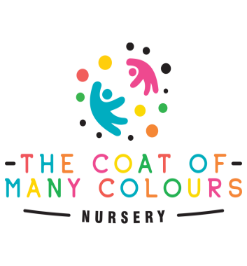 -THE COAT OF-
MANY COLOURS
NURSERY